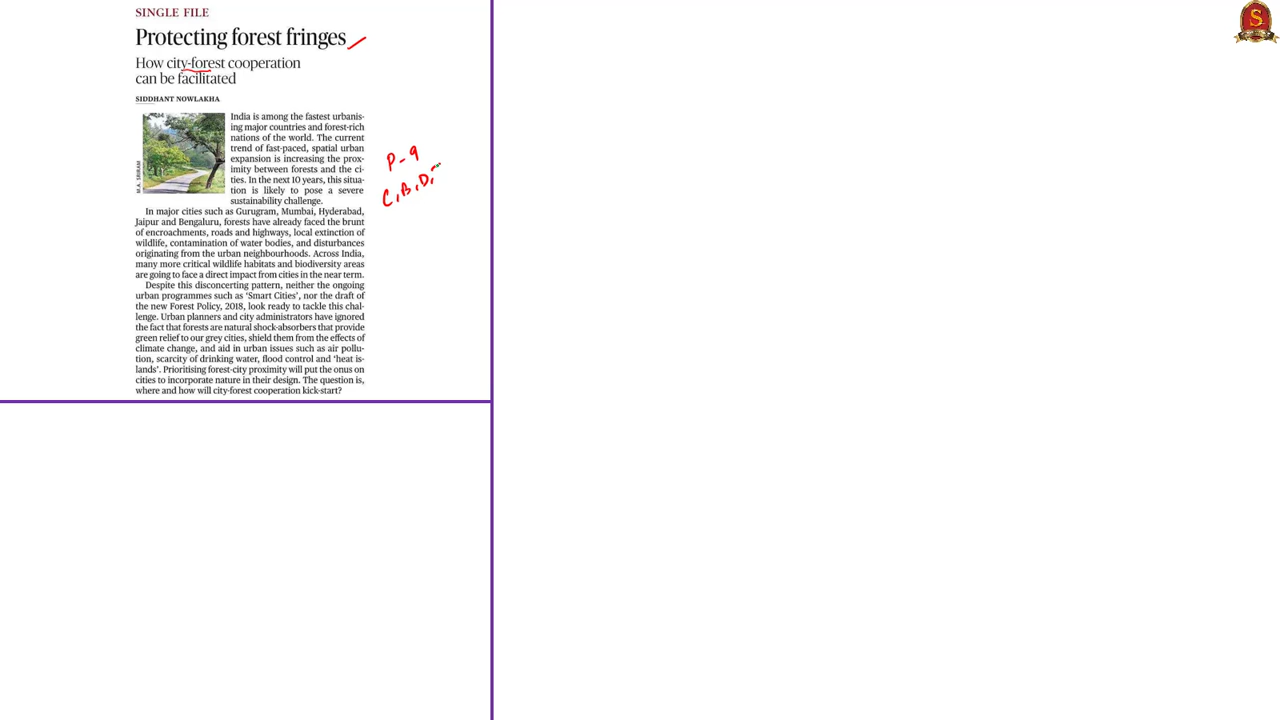 SINGLE FILE
Protecting forest fringes
How city-forest cooperation
can be facilitated
SIDDHANT NOWLAKHA
M.A. SRIRAM
India is among the fastest urbanis-
ing major countries and forest-rich
nations of the world. The current
trend of fast-paced, spatial urban
expansion is increasing the prox-
imity between forests and the ci-
ties. In the next 10 years, this situa-
tion is likely to pose a severe
sustainability challenge.
In major cities such as Gurugram, Mumbai, Hyderabad,
Jaipur and Bengaluru, forests have already faced the brunt
of encroachments, roads and highways, local extinction of
wildlife, contamination of water bodies, and disturbances
originating from the urban neighbourhoods. Across India,
many more critical wildlife habitats and biodiversity areas
are going to face a direct impact from cities in the near term.
Despite this disconcerting pattern, neither the ongoing
urban programmes such as ‘Smart Cities’, nor the draft of
the new Forest Policy, 2018, look ready to tackle this chal-
lenge. Urban planners and city administrators have ignored
the fact that forests are natural shock-absorbers that provide
green relief to our grey cities, shield them from the effects of
climate change, and aid in urban issues such as air pollu-
tion, scarcity of drinking water, flood control and ‘heat is-
lands’. Prioritising forest-city proximity will put the onus on
cities to incorporate nature in their design. The question is,
where and how will city-forest cooperation kick-start?
P-9
C, B, D,
S